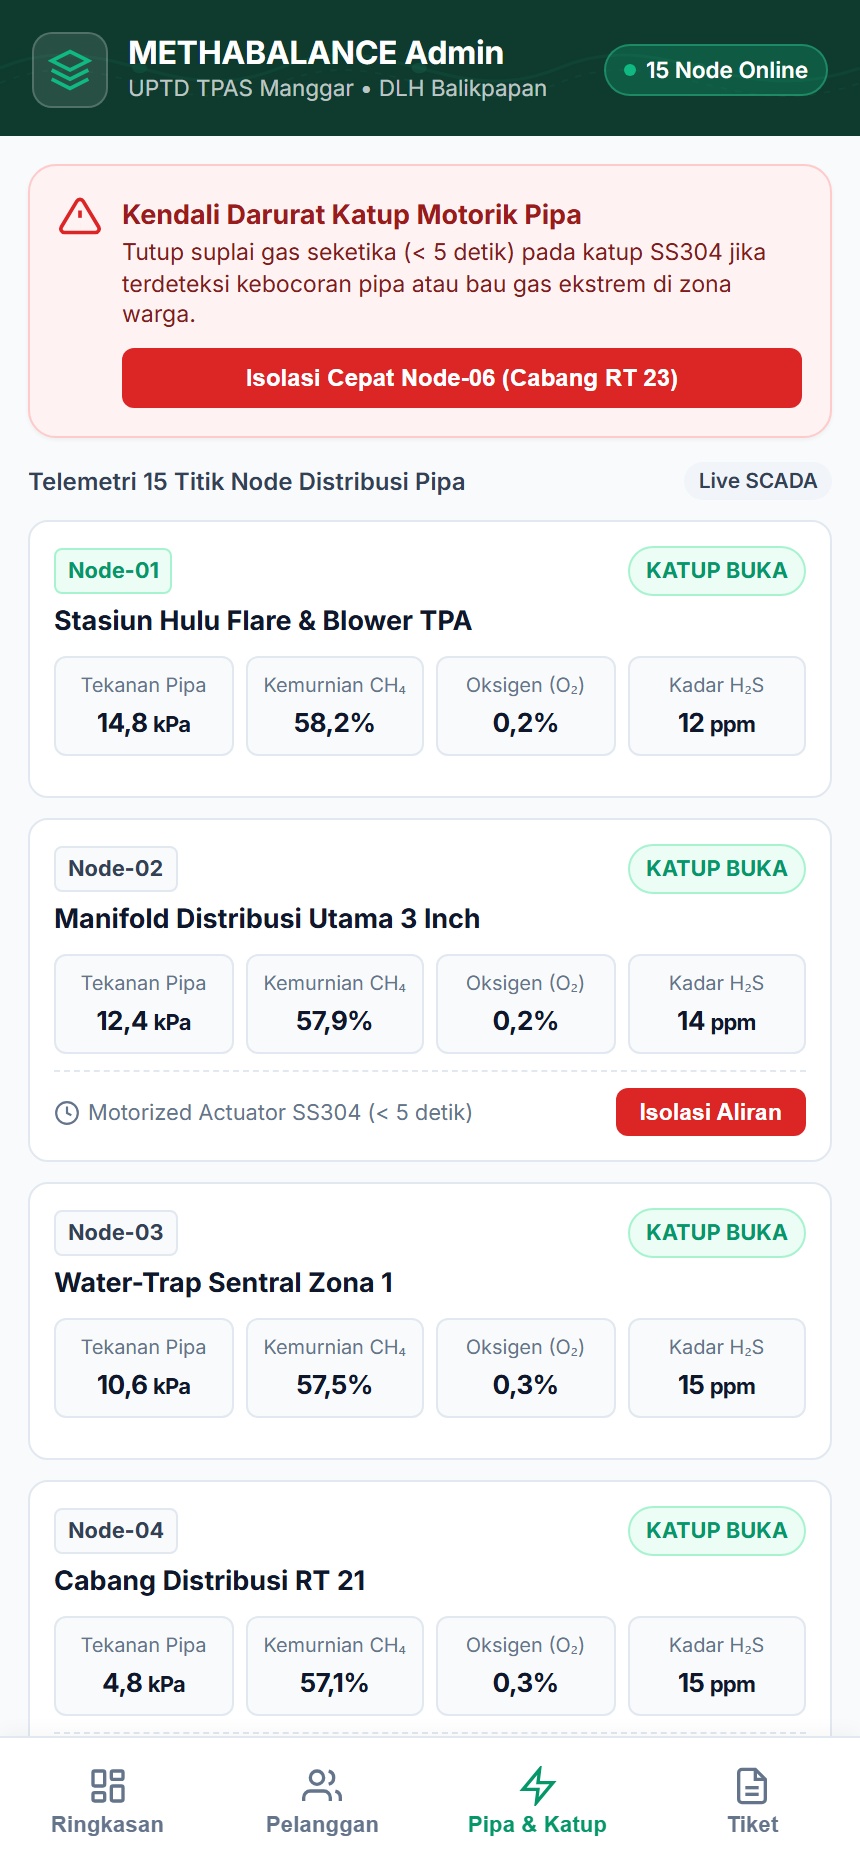 METHABALANCE Admin
UPTD TPAS Manggar • DLH Balikpapan
15 Node Online
Kendali Darurat Katup Motorik Pipa
Tutup suplai gas seketika (< 5 detik) pada katup SS304 jika
terdeteksi kebocoran pipa atau bau gas ekstrem di zona
warga.
Isolasi Cepat Node-06 (Cabang RT 23)
Telemetri 15 Titik Node Distribusi Pipa
Live SCADA
Node-01
KATUP BUKA
Stasiun Hulu Flare & Blower TPA
Tekanan Pipa
14,8 kPa
Kemurnian CH₄
58,2%
Oksigen (O₂)
0,2%
Kadar H₂S
12 ppm
Node-02
KATUP BUKA
Manifold Distribusi Utama 3 Inch
Tekanan Pipa
12,4 kPa
Kemurnian CH₄
57,9%
Oksigen (O₂)
0,2%
Kadar H₂S
14 ppm
Motorized Actuator SS304 (< 5 detik)
Isolasi Aliran
Node-03
KATUP BUKA
Water-Trap Sentral Zona 1
Tekanan Pipa
10,6 kPa
Kemurnian CH₄
57,5%
Oksigen (O₂)
0,3%
Kadar H₂S
15 ppm
Node-04
KATUP BUKA
Cabang Distribusi RT 21
Tekanan Pipa
4,8 kPa
Kemurnian CH₄
57,1%
Oksigen (O₂)
0,3%
Kadar H₂S
15 ppm
Ringkasan
Pelanggan
Pipa & Katup
Tiket